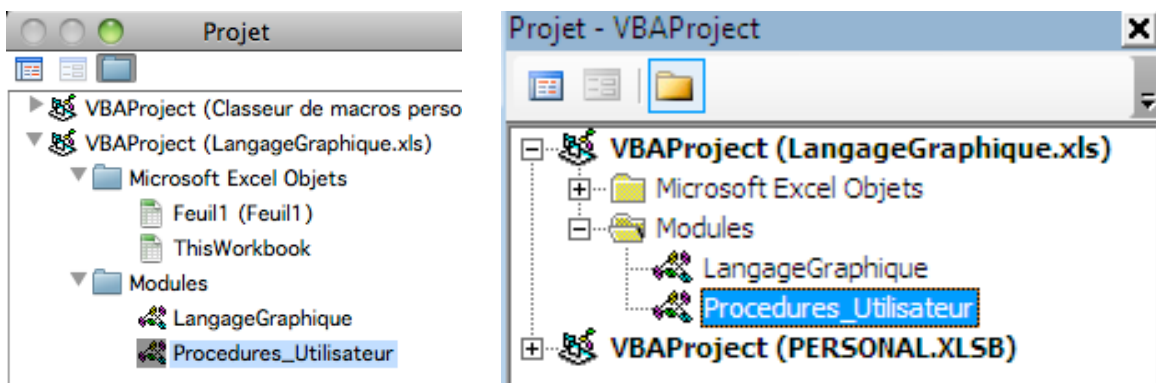 Projet
VBAProject (Classeur de macros perso
VBAProject (LangageGraphique.xls)
Microsoft Excel Objets
Feuil1 (Feuil1)
ThisWorkbook
Modules
LangageGraphique
Procedures_Utilisateur
Projet - VBAProject
VBAProject (LangageGraphique.xls)
Microsoft Excel Objets
Modules
LangageGraphique
Procedures_Utilisateur
VBAProject (PERSONAL.XLSB)